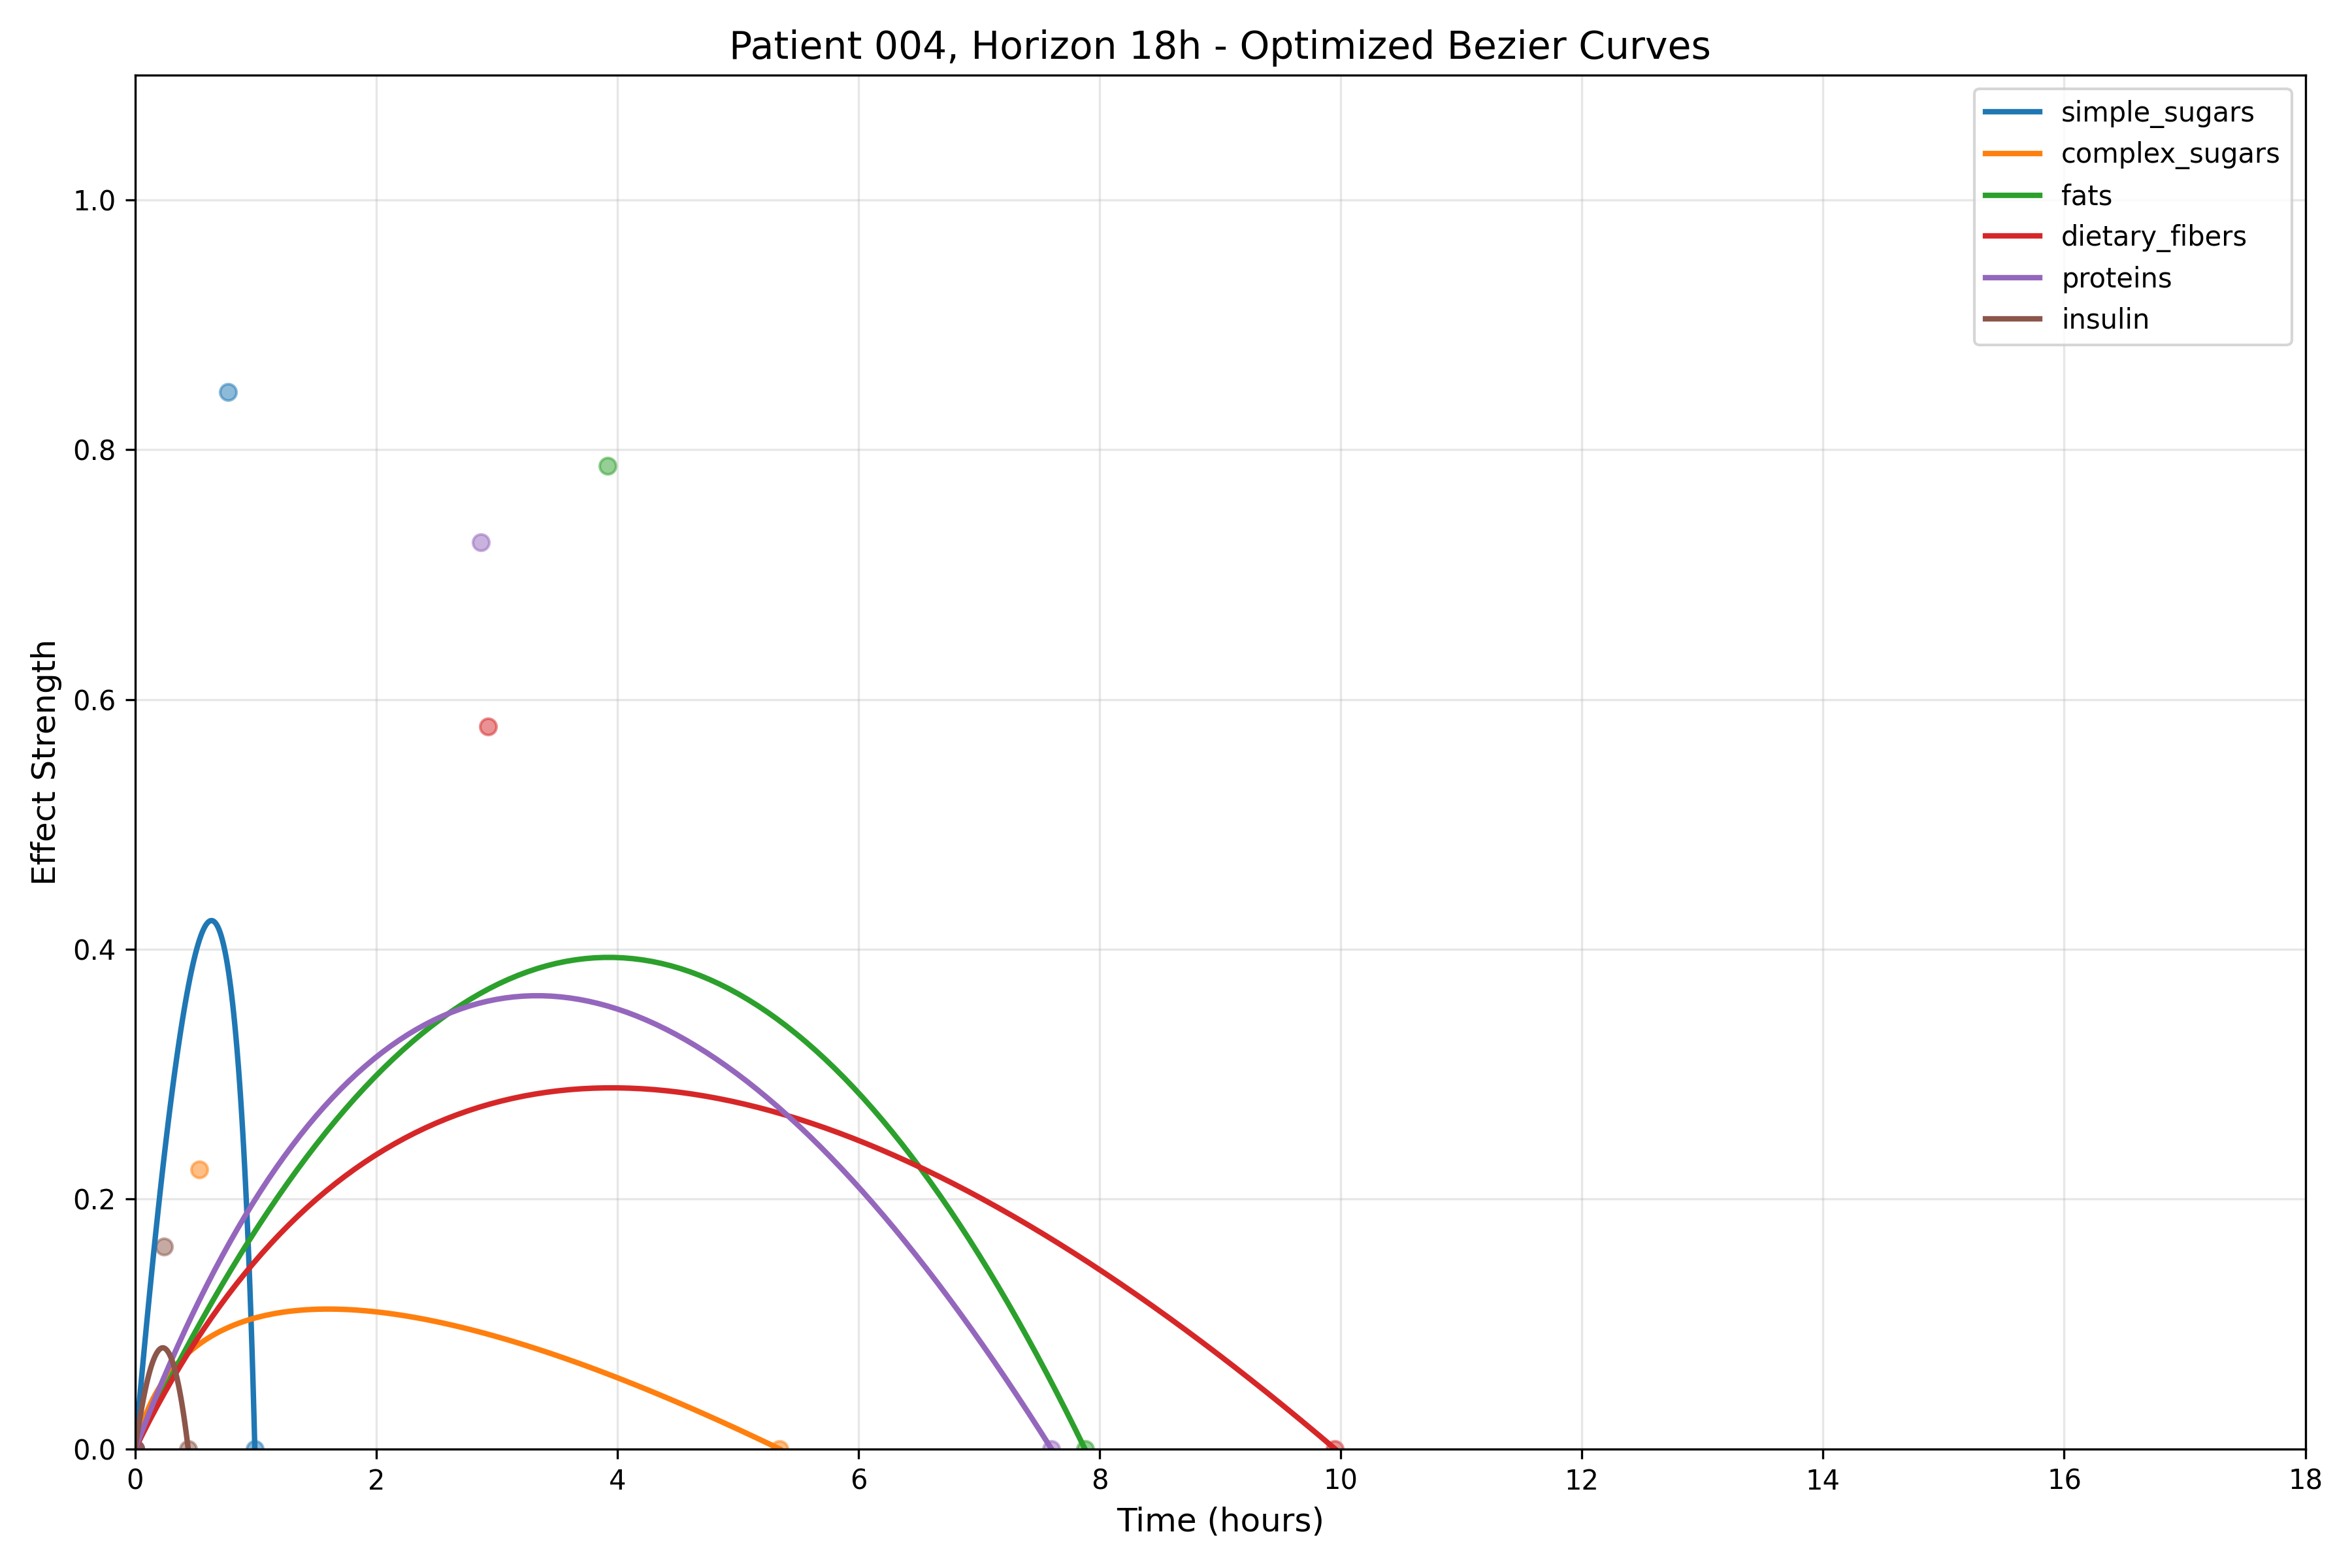 Patient 004, Horizon 18h - Optimized Bezier Curves
simple_sugars
complex_sugars
fats
dietary_fibers
proteins
insulin
Effect Strength
1.0
0.8
0.6
0.4
0.2
0.0
0 2 4 6 8 10 12 14 16 18
Time (hours)